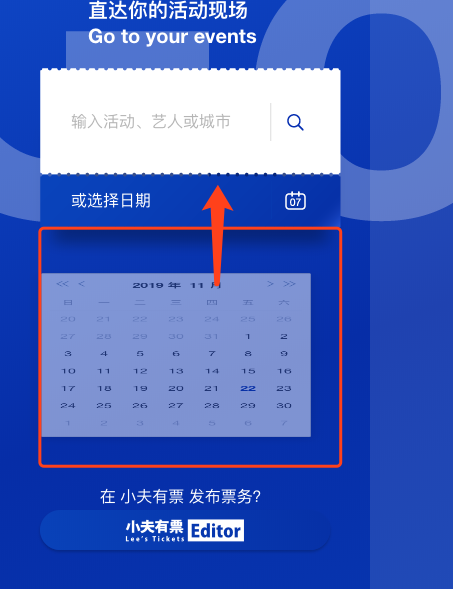 直达你的活动现场
Go to your events
输入活动、艺人或城市
或选择日期
07
<< < 2019 年 11 月 > >>
日 一 二 三 四 五 六
20 21 22 23 24 25 26
27 28 29 30 31 1 2
3 4 5 6 7 8 9
10 11 12 13 14 15 16
17 18 19 20 21 22 23
24 25 26 27 28 29 30
1 2 3 4 5 6 7
在 小夫有票 发布票务?
小夫有票 Editor
Lee's Tickets